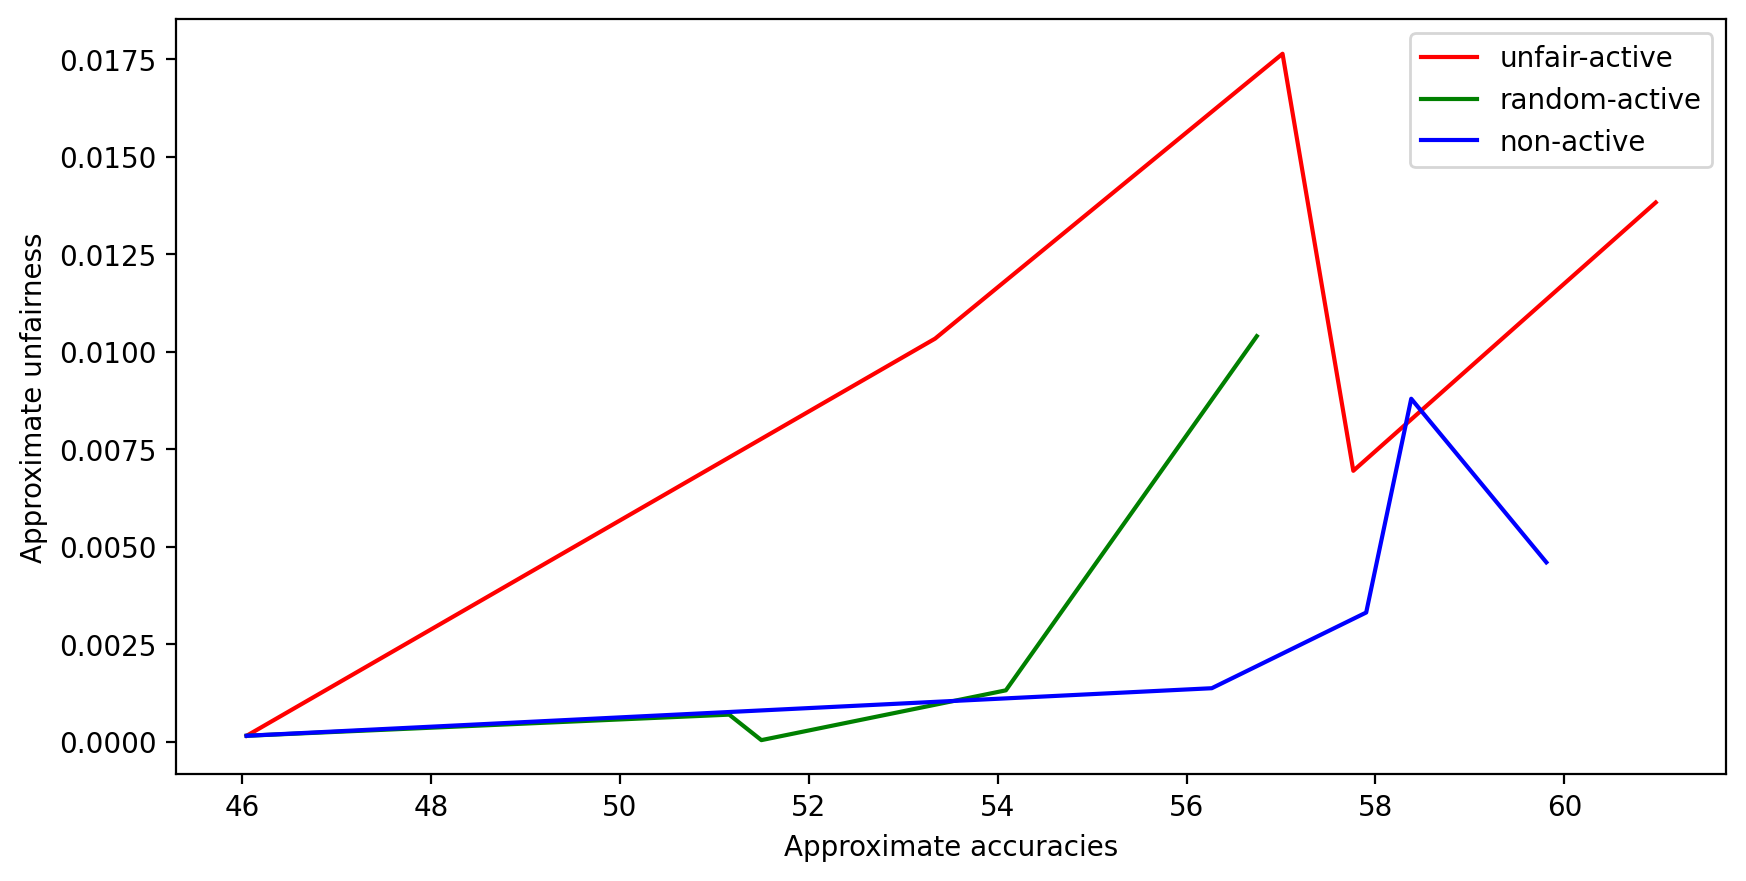 unfair-active
random-active
non-active
Approximate unfairness
0.0175
0.0150
0.0125
0.0100
0.0075
0.0050
0.0025
0.0000
46 48 50 52 54 56 58 60
Approximate accuracies